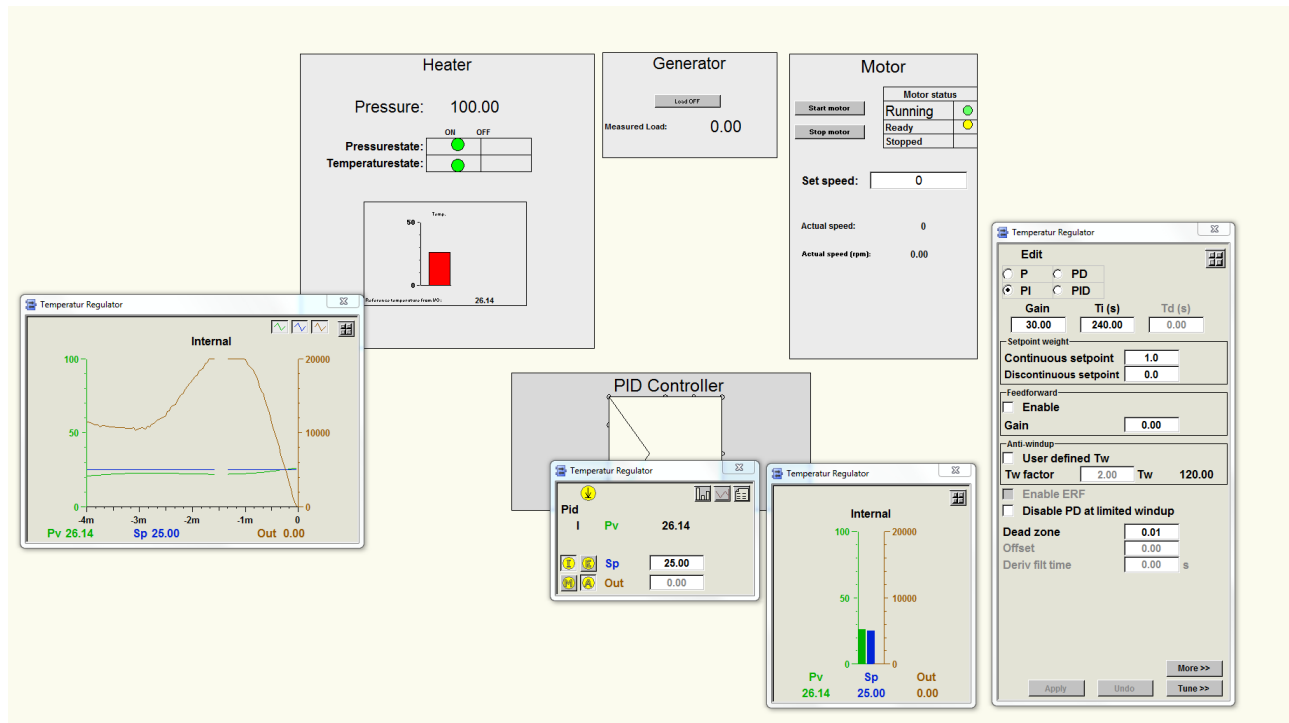 Heater
Pressure: 100.00
ON OFF
Pressurestate:
Temperaturestate:
Temp.
50
0
Reference temperature from I/O: 26.14
Generator
Load OFF
Measured Load: 0.00
Motor
Start motor
Stop motor
Motor status
Running
Ready
Stopped
Set speed: 0
Actual speed: 0
Actual speed (rpm): 0.00
Temperatur Regulator
Internal
100 20000
50 10000
0 0
-4m -3m -2m -1m 0
Pv 26.14 Sp 25.00 Out 0.00
PID Controller
Temperatur Regulator
Pid
I Pv 26.14
I E Sp 25.00
M A Out 0.00
Temperatur Regulator
Internal
100 20000
50 10000
0 0
Pv Sp Out
26.14 25.00 0.00
Temperatur Regulator
Edit
P PD
PI PID
Gain Ti (s) Td (s)
30.00 240.00 0.00
Setpoint weight
Continuous setpoint 1.0
Discontinuous setpoint 0.0
Feedforward
Enable
Gain 0.00
Anti-windup
User defined Tw
Tw factor 2.00 Tw 120.00
Enable ERF
Disable PD at limited windup
Dead zone 0.01
Offset 0.00
Deriv filt time 0.00 s
More >>
Apply Undo Tune >>